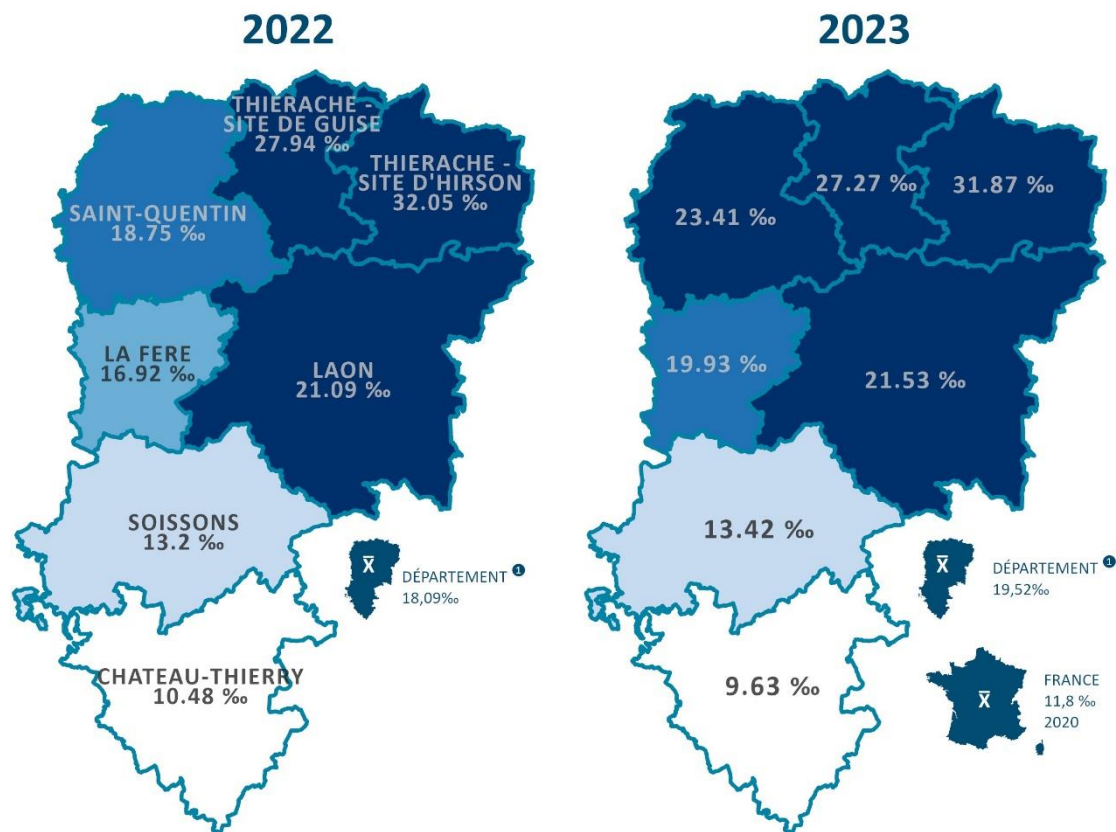 2022
THIERACHE -
SITE DE GUISE
27.94 ‰
THIERACHE -
SITE D'HIRSON
32.05 ‰
SAINT-QUENTIN
18.75 ‰
LA FERE
16.92 ‰
LAON
21.09 ‰
SOISSONS
13.2 ‰
X̄
DÉPARTEMENT ❶
18,09‰
CHATEAU-THIERRY
10.48 ‰
2023
27.27 ‰
31.87 ‰
23.41 ‰
19.93 ‰
21.53 ‰
13.42 ‰
X̄
DÉPARTEMENT ❶
19,52‰
9.63 ‰
X̄
FRANCE
11,8 ‰
2020